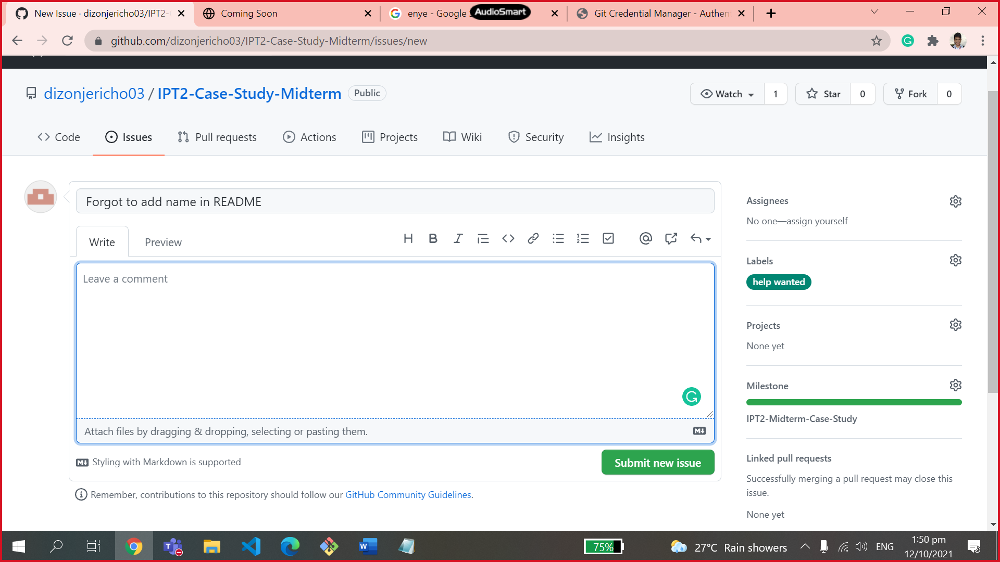 New Issue · dizonjericho03/IPT2-
Coming Soon
enye - Google
AudioSmart
Git Credential Manager - Authent
github.com/dizonjericho03/IPT2-Case-Study-Midterm/issues/new
dizonjericho03 / IPT2-Case-Study-Midterm Public
Watch 1 Star 0 Fork 0
Code Issues Pull requests Actions Projects Wiki Security Insights
Forgot to add name in README
Write Preview
Leave a comment
Attach files by dragging & dropping, selecting or pasting them.
Styling with Markdown is supported
Submit new issue
Remember, contributions to this repository should follow our GitHub Community Guidelines.
Assignees
No one—assign yourself
Labels
help wanted
Projects
None yet
Milestone
IPT2-Midterm-Case-Study
Linked pull requests
Successfully merging a pull request may close this
issue.
None yet
75%
27°C Rain showers
ENG
1:50 pm
12/10/2021